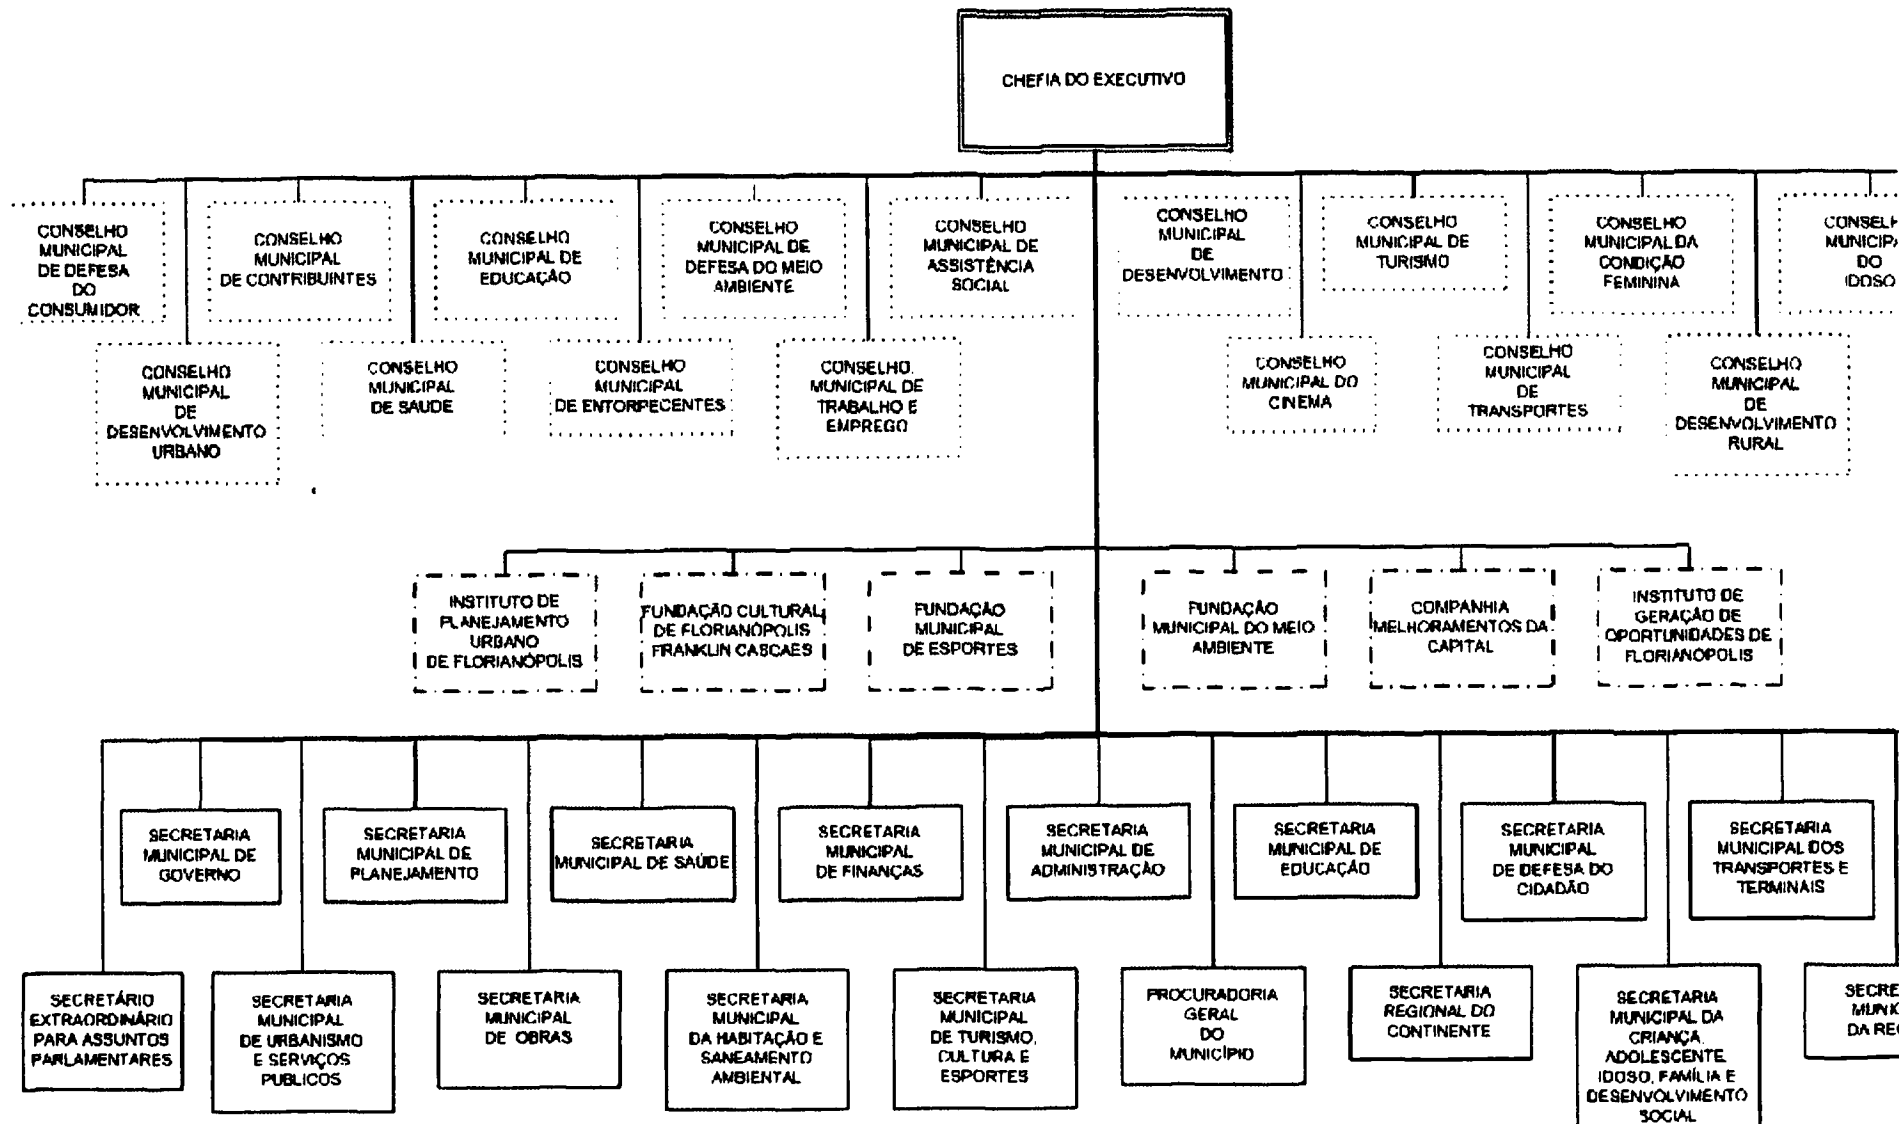 CHEFIA DO EXECUTIVO
CONSELHO
MUNICIPAL
DE DEFESA
DO
CONSUMIDOR
CONSELHO
MUNICIPAL
DE CONTRIBUINTES
CONSELHO
MUNICIPAL DE
EDUCAÇÃO
CONSELHO
MUNICIPAL DE
DEFESA DO MEIO
AMBIENTE
CONSELHO
MUNICIPAL DE
ASSISTÊNCIA
SOCIAL
CONSELHO
MUNICIPAL
DE
DESENVOLVIMENTO
CONSELHO
MUNICIPAL DE
TURISMO
CONSELHO
MUNICIPAL DA
CONDIÇÃO
FEMININA
DO
IDOSO
CONSELHO
MUNICIPAL
DE
DESENVOLVIMENTO
URBANO
CONSELHO
MUNICIPAL
DE SAUDE
CONSELHO
MUNICIPAL
DE ENTORPECENTES
CONSELHO
MUNICIPAL DE
TRABALHO E
EMPREGO
CONSELHO
MUNICIPAL DO
CINEMA
CONSELHO
MUNICIPAL
DE
TRANSPORTES
CONSELHO
MUNICIPAL
DE
DESENVOLVIMENTO
RURAL
INSTITUTO DE
PLANEJAMENTO
URBANO
DE FLORIANÓPOLIS
FUNDAÇÃO CULTURAL
DE FLORIANÓPOLIS
FRANKLIN CASCAES
FUNDAÇÃO
MUNICIPAL
DE ESPORTES
FUNDAÇÃO
MUNICIPAL DO MEIO
AMBIENTE
COMPANHIA
MELHORAMENTOS DA
CAPITAL
INSTITUTO DE
GERAÇÃO DE
OPORTUNIDADES DE
FLORIANÓPOLIS
SECRETARIA
MUNICIPAL DE
GOVERNO
SECRETARIA
MUNICIPAL DE
PLANEJAMENTO
SECRETARIA
MUNICIPAL DE SAÚDE
SECRETARIA
MUNICIPAL
DE FINANÇAS
SECRETARIA
MUNICIPAL DE
ADMINISTRAÇÃO
SECRETARIA
MUNICIPAL DE
EDUCAÇÃO
SECRETARIA
MUNICIPAL
DE DEFESA DO
CIDADÃO
SECRETARIA
MUNICIPAL DOS
TRANSPORTES E
TERMINAIS
SECRETÁRIO
EXTRAORDINÁRIO
PARA ASSUNTOS
PARLAMENTARES
SECRETARIA
MUNICIPAL
DE URBANISMO
E SERVIÇOS
PUBLICOS
SECRETARIA
MUNICIPAL
DE OBRAS
SECRETARIA
MUNICIPAL
DA HABITAÇÃO E
SANEAMENTO
AMBIENTAL
SECRETARIA
MUNICIPAL
DE TURISMO,
CULTURA E
ESPORTES
PROCURADORIA
GERAL
DO
MUNICÍPIO
SECRETARIA
REGIONAL DO
CONTINENTE
SECRETARIA
MUNICIPAL DA
CRIANÇA,
ADOLESCENTE,
IDOSO, FAMÍLIA E
DESENVOLVIMENTO
SOCIAL
DA